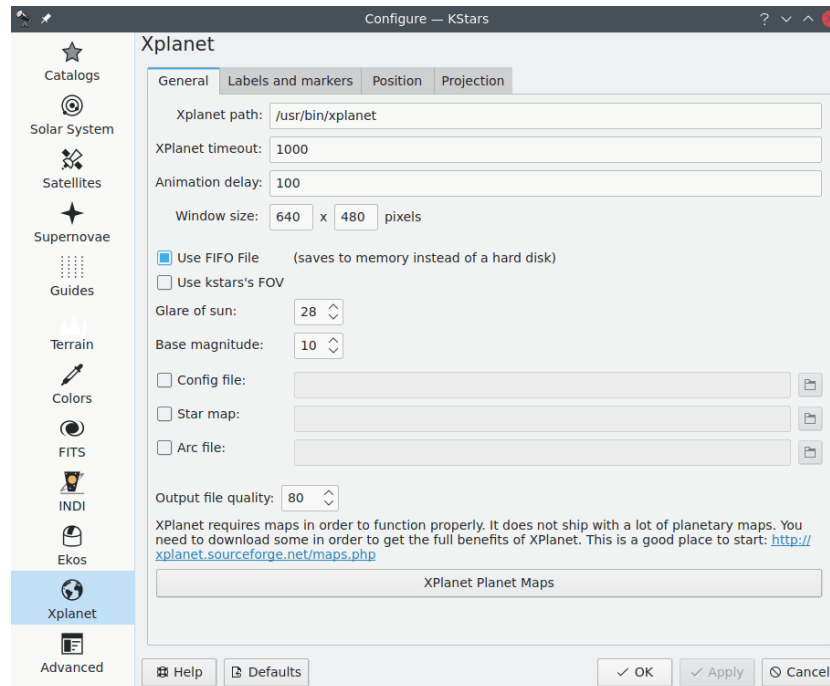 Configure — KStars
?
Xplanet
Catalogs
Solar System
Satellites
Supernovae
Guides
Terrain
Colors
FITS
INDI
Ekos
Xplanet
Advanced
General
Labels and markers
Position
Projection
Xplanet path: /usr/bin/xplanet
XPlanet timeout: 1000
Animation delay: 100
Window size: 640 x 480 pixels
Use FIFO File (saves to memory instead of a hard disk)
Use kstars's FOV
Glare of sun: 28
Base magnitude: 10
Config file:
Star map:
Arc file:
Output file quality: 80
XPlanet requires maps in order to function properly. It does not ship with a lot of planetary maps. You
need to download some in order to get the full benefits of XPlanet. This is a good place to start: http://
xplanet.sourceforge.net/maps.php
XPlanet Planet Maps
Help
Defaults
OK
Apply
Cancel